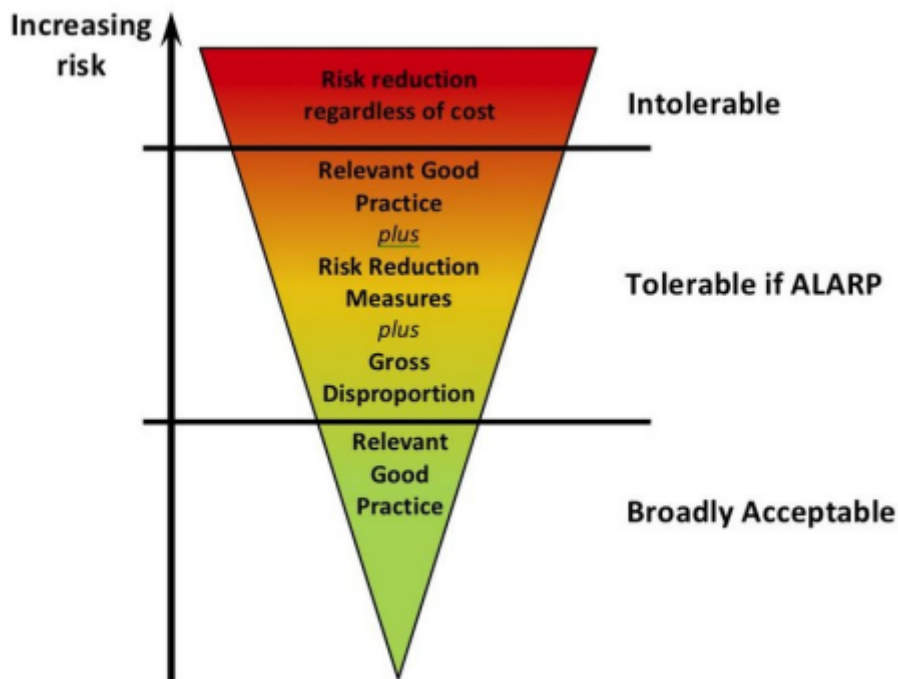 Increasing
risk
Risk reduction
regardless of cost
Intolerable
Relevant Good
Practice
plus
Risk Reduction
Measures
plus
Gross
Disproportion
Tolerable if ALARP
Relevant
Good
Practice
Broadly Acceptable